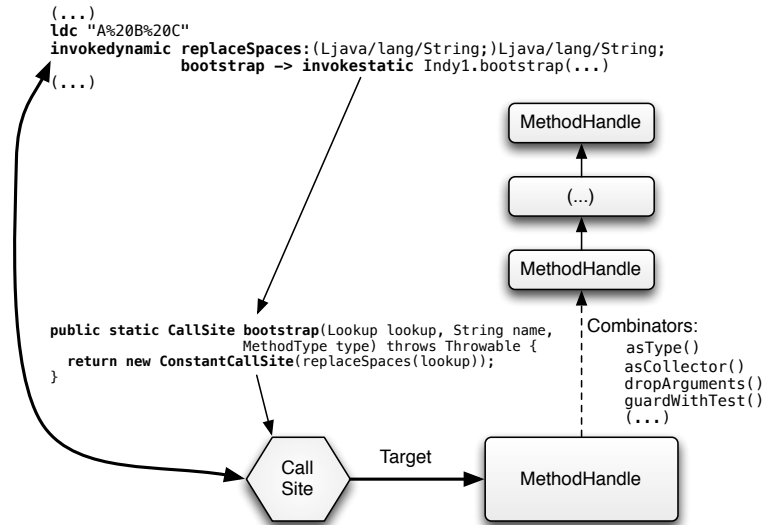 (...)
ldc "A%20B%20C"
invokedynamic replaceSpaces:(Ljava/lang/String;)Ljava/lang/String;
bootstrap -> invokestatic Indy1.bootstrap(...)
(...)
MethodHandle
(...)
MethodHandle
public static CallSite bootstrap(Lookup lookup, String name,
MethodType type) throws Throwable {
return new ConstantCallSite(replaceSpaces(lookup));
}
Combinators:
asType()
asCollector()
dropArguments()
guardWithTest()
(...)
Call
Site
Target
MethodHandle